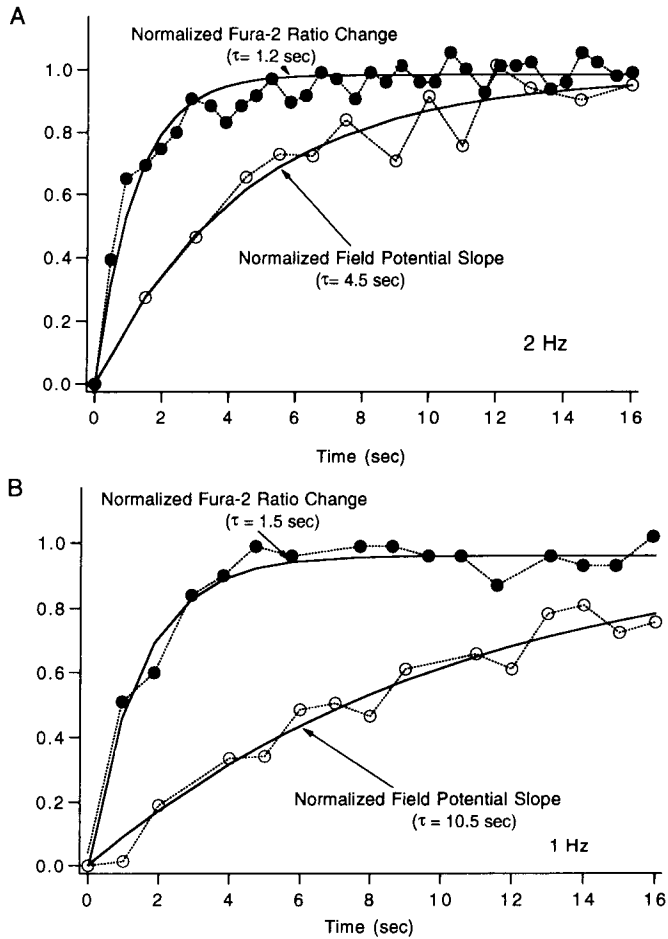 A
Normalized Fura-2 Ratio Change
(τ = 1.2 sec)
1.0
0.8
0.6
0.4
0.2
0.0
Normalized Field Potential Slope
(τ = 4.5 sec)
2 Hz
0 2 4 6 8 10 12 14 16
Time (sec)
B
Normalized Fura-2 Ratio Change
(τ = 1.5 sec)
1.0
0.8
0.6
0.4
0.2
0.0
Normalized Field Potential Slope
(τ = 10.5 sec)
1 Hz
0 2 4 6 8 10 12 14 16
Time (sec)